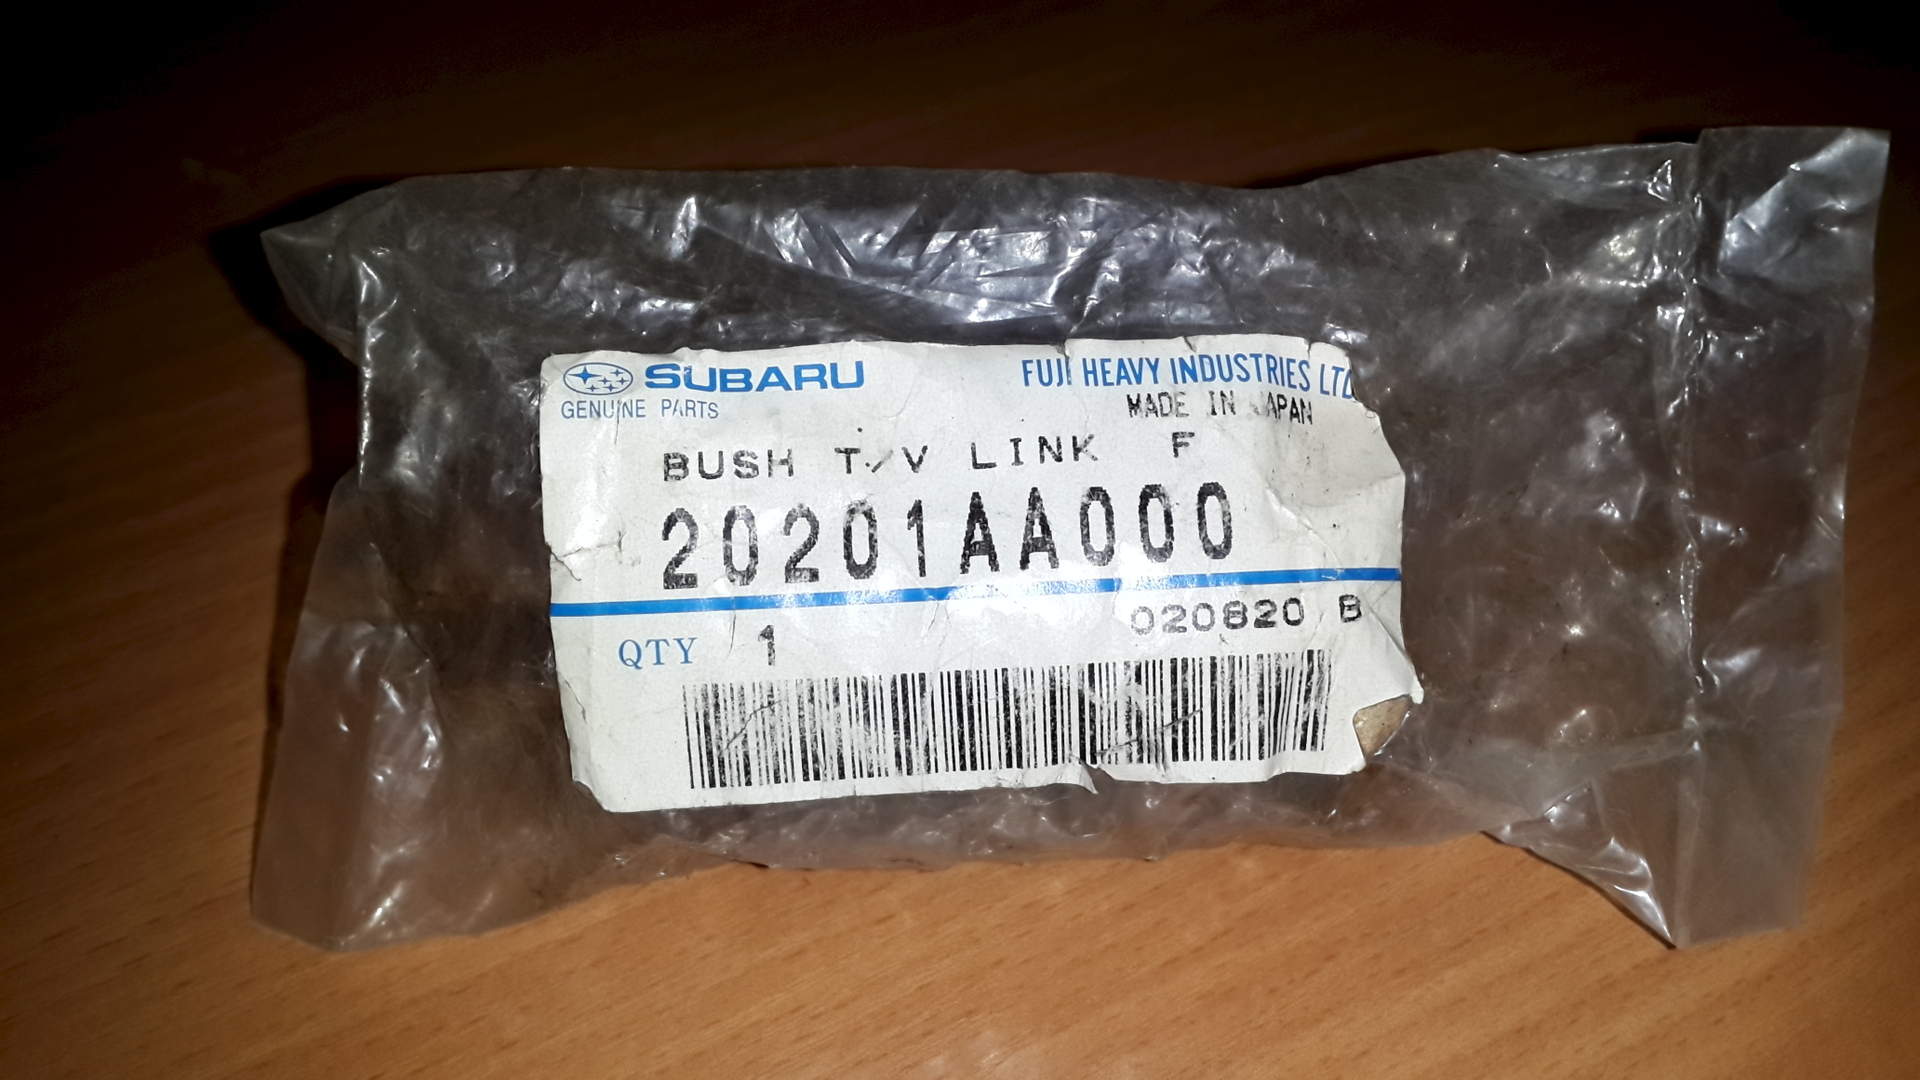 SUBARU FUJI HEAVY INDUSTRIES LTD
GENUINE PARTS MADE IN JAPAN
BUSH T/V LINK F
20201AA000
020820 B
QTY 1